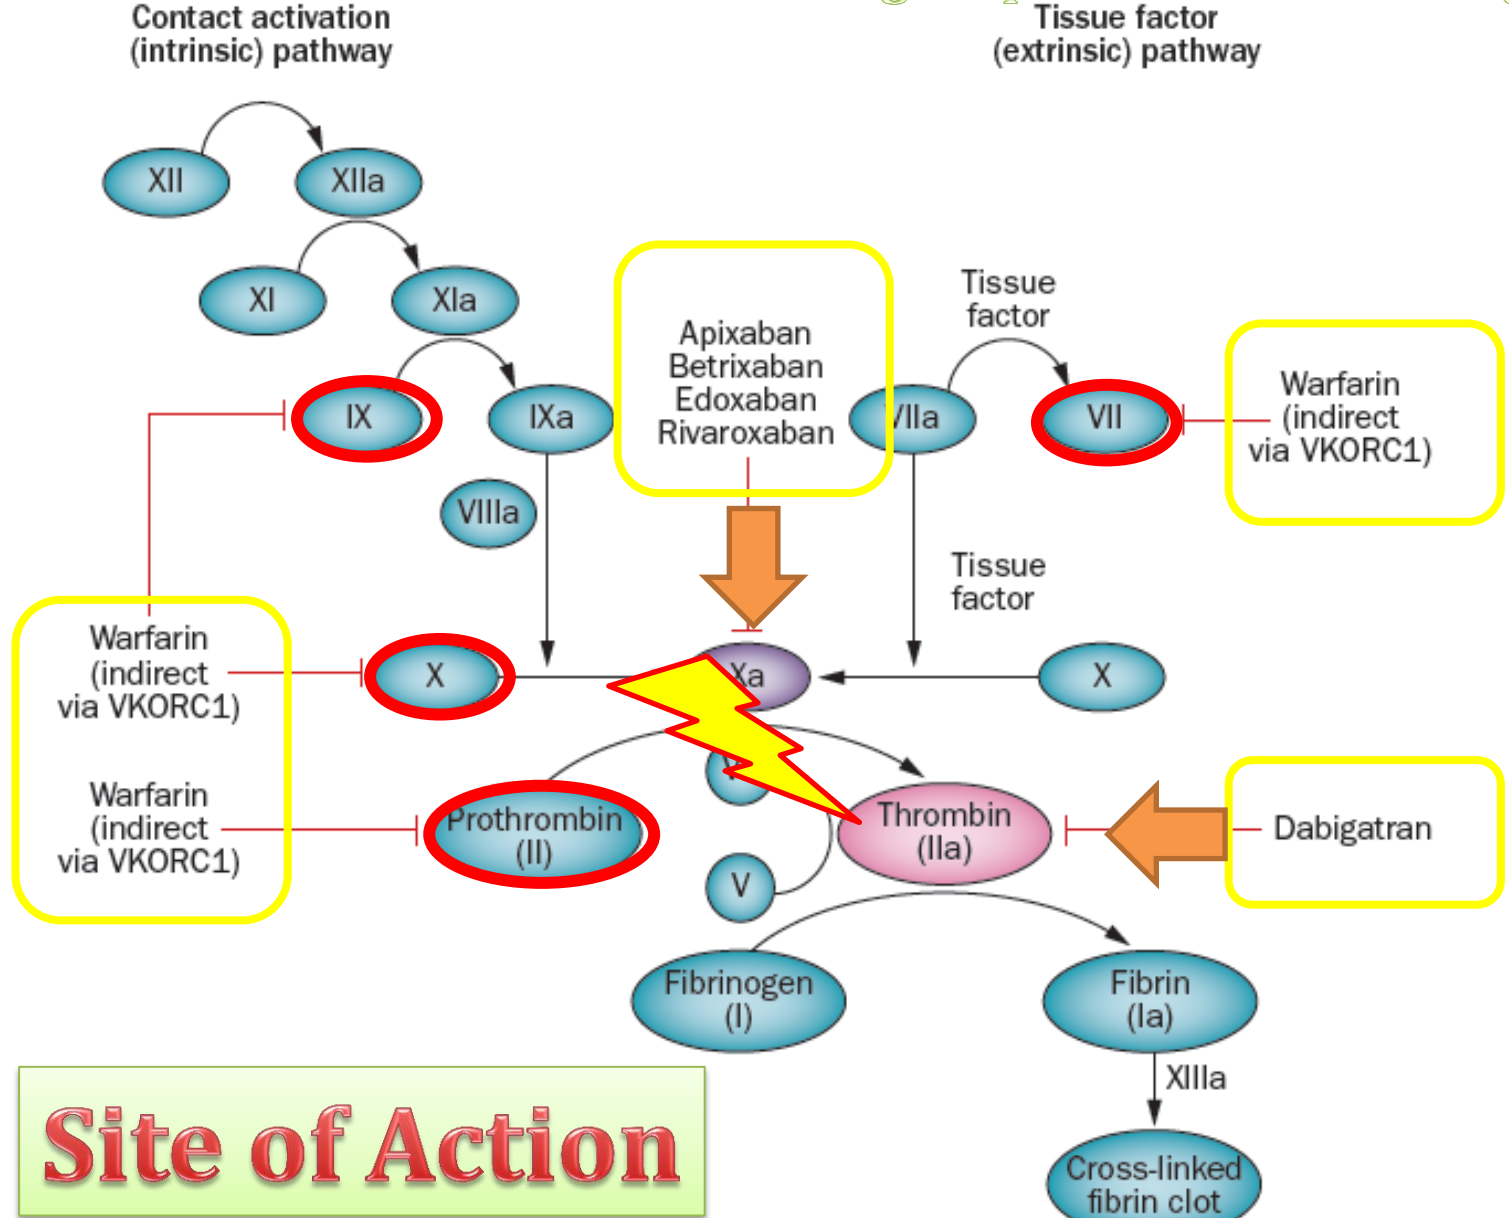 Contact activation
(intrinsic) pathway
Tissue factor
(extrinsic) pathway
XII
XIIa
XI
XIa
Tissue
factor
Apixaban
Betrixaban
Edoxaban
Rivaroxaban
IX
IXa
VIIa
VII
Warfarin
(indirect
via VKORC1)
VIIIa
Tissue
factor
Warfarin
(indirect
via VKORC1)
X
Xa
X
Warfarin
(indirect
via VKORC1)
Prothrombin
(II)
Thrombin
(IIa)
Dabigatran
V
Fibrinogen
(I)
Fibrin
(Ia)
XIIIa
Cross-linked
fibrin clot
Site of Action